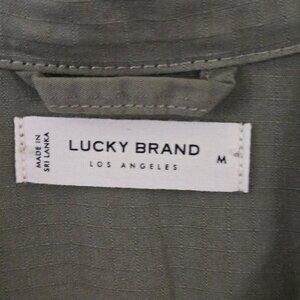 MADE IN
SRI LANKA
LUCKY BRAND
LOS ANGELES
M